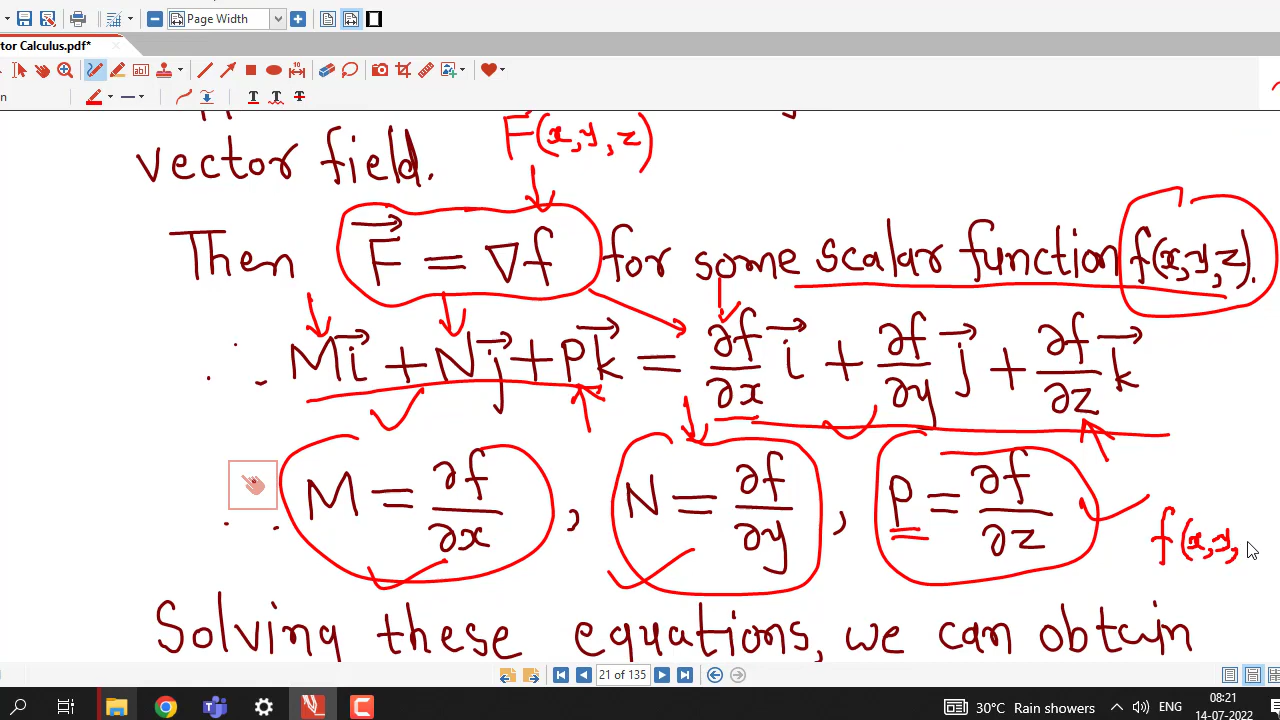 Page Width
tor Calculus.pdf*
F(x,y,z)
vector field.
Then F⃗ = ∇f for some scalar function f(x,y,z).
∴ Mi⃗ + Nj⃗ + Pk⃗ = ∂f/∂x i⃗ + ∂f/∂y j⃗ + ∂f/∂z k⃗
∴ M = ∂f/∂x , N = ∂f/∂y , P = ∂f/∂z
f(x,y,
Solving these equations, we can obtain
21 of 135
30°C Rain showers ENG 08:21
14-07-2022